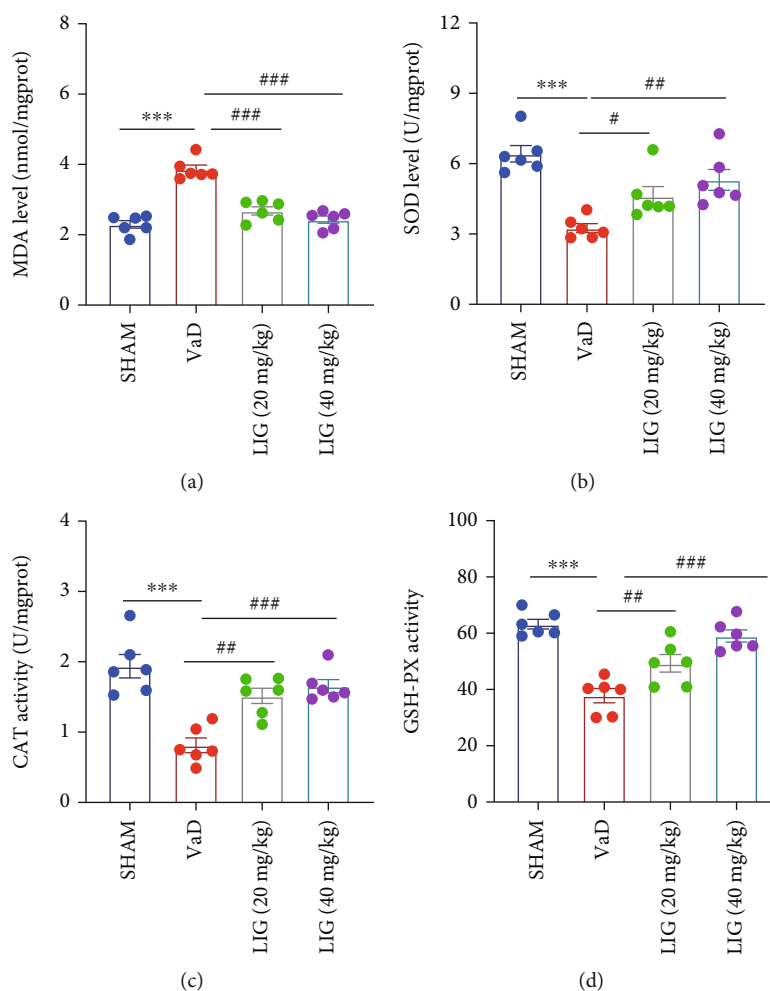 8
6
4
2
0
MDA level (nmol/mgprot)
***
###
###
SHAM
VaD
LIG (20 mg/kg)
LIG (40 mg/kg)
(a)
12
9
6
3
0
SOD level (U/mgprot)
***
##
#
SHAM
VaD
LIG (20 mg/kg)
LIG (40 mg/kg)
(b)
4
3
2
1
0
CAT activity (U/mgprot)
***
###
##
SHAM
VaD
LIG (20 mg/kg)
LIG (40 mg/kg)
(c)
100
80
60
40
20
0
GSH-PX activity
***
###
##
SHAM
VaD
LIG (20 mg/kg)
LIG (40 mg/kg)
(d)